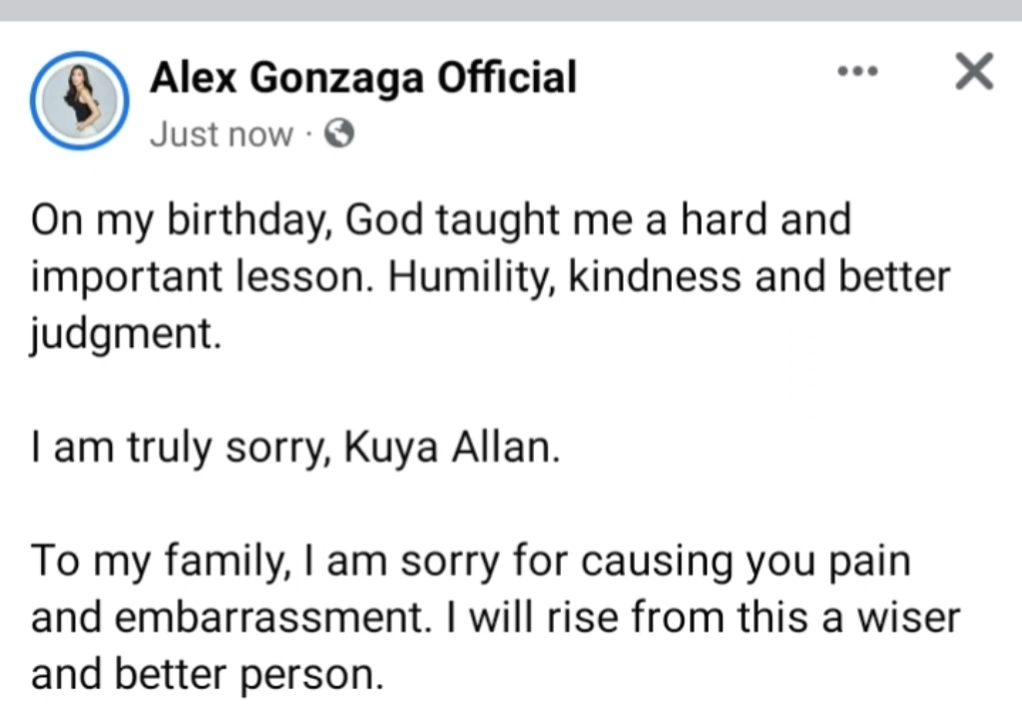 Alex Gonzaga Official
Just now ·
On my birthday, God taught me a hard and
important lesson. Humility, kindness and better
judgment.
I am truly sorry, Kuya Allan.
To my family, I am sorry for causing you pain
and embarrassment. I will rise from this a wiser
and better person.